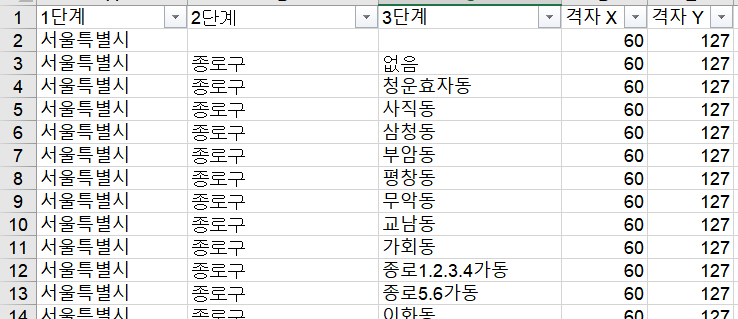 1 1단계 2단계 3단계 격자 X 격자 Y
2 서울특별시 60 127
3 서울특별시 종로구 없음 60 127
4 서울특별시 종로구 청운효자동 60 127
5 서울특별시 종로구 사직동 60 127
6 서울특별시 종로구 삼청동 60 127
7 서울특별시 종로구 부암동 60 127
8 서울특별시 종로구 평창동 60 127
9 서울특별시 종로구 무악동 60 127
10 서울특별시 종로구 교남동 60 127
11 서울특별시 종로구 가회동 60 127
12 서울특별시 종로구 종로1.2.3.4가동 60 127
13 서울특별시 종로구 종로5.6가동 60 127
14 서울특별시 종로구 이화동 60 127